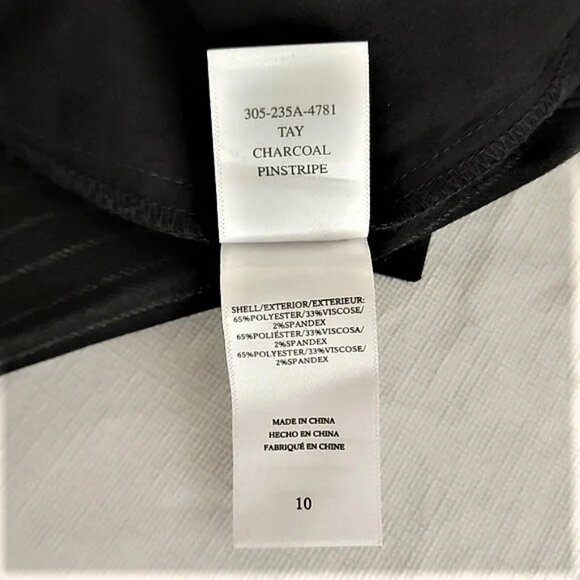 305-235A-4781
TAY
CHARCOAL
PINSTRIPE
SHELL/EXTERIOR/EXTERIEUR:
65%POLYESTER/33%VISCOSE/
2%SPANDEX
65%POLIÉSTER/33%VISCOSA/
2%SPANDEX
65%POLYESTER/33%VISCOSE/
2%SPANDEX
MADE IN CHINA
HECHO EN CHINA
FABRIQUÉ EN CHINE
10